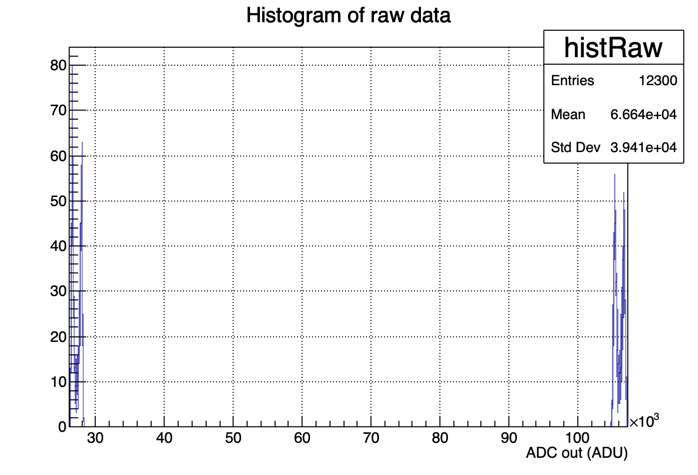 Histogram of raw data
histRaw
Entries 12300
Mean 6.664e+04
Std Dev 3.941e+04
80
70
60
50
40
30
20
10
0
30 40 50 60 70 80 90 100 ×10³
ADC out (ADU)